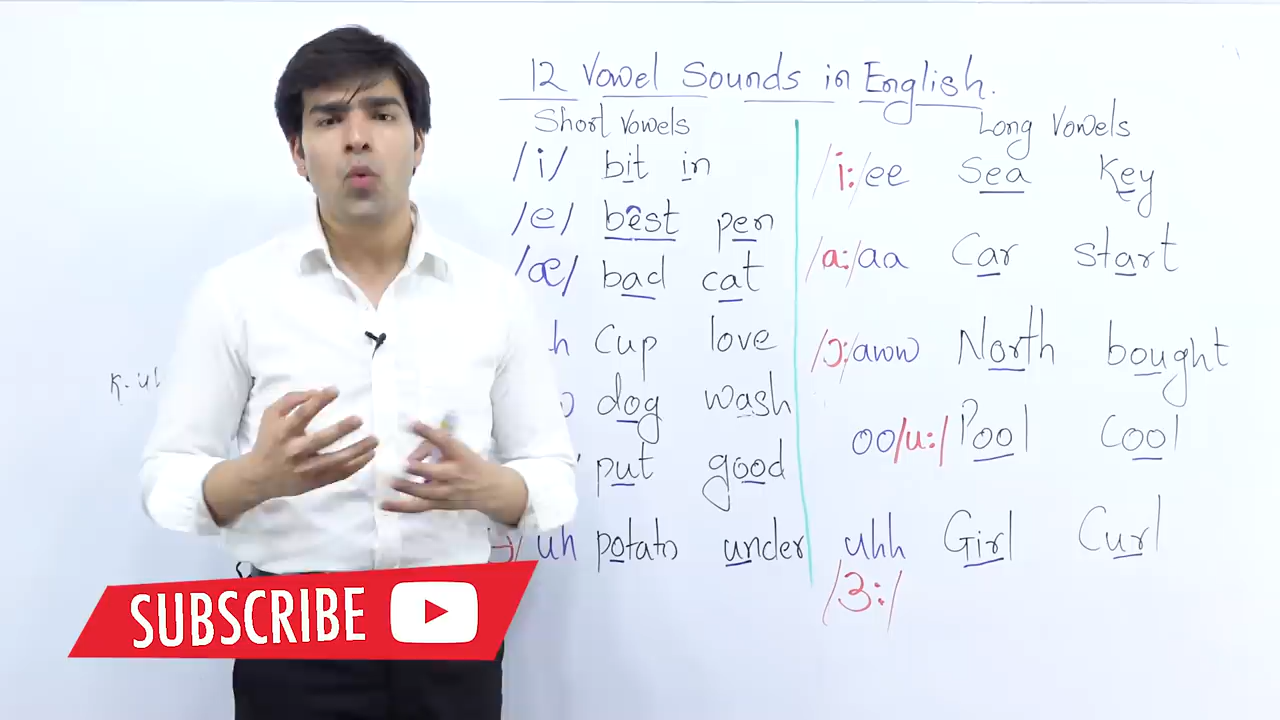 12 Vowel Sounds in English.
Short Vowels
/i/ bit in
/e/ best pen
/æ/ bad cat
h Cup love
dog wash
put good
uh potato under
Long Vowels
/i:/ee Sea Key
/a:/aa Car start
/ɔ:/aww North bought
oo/u:/ Pool Cool
uhh Girl Curl
/3:/
SUBSCRIBE